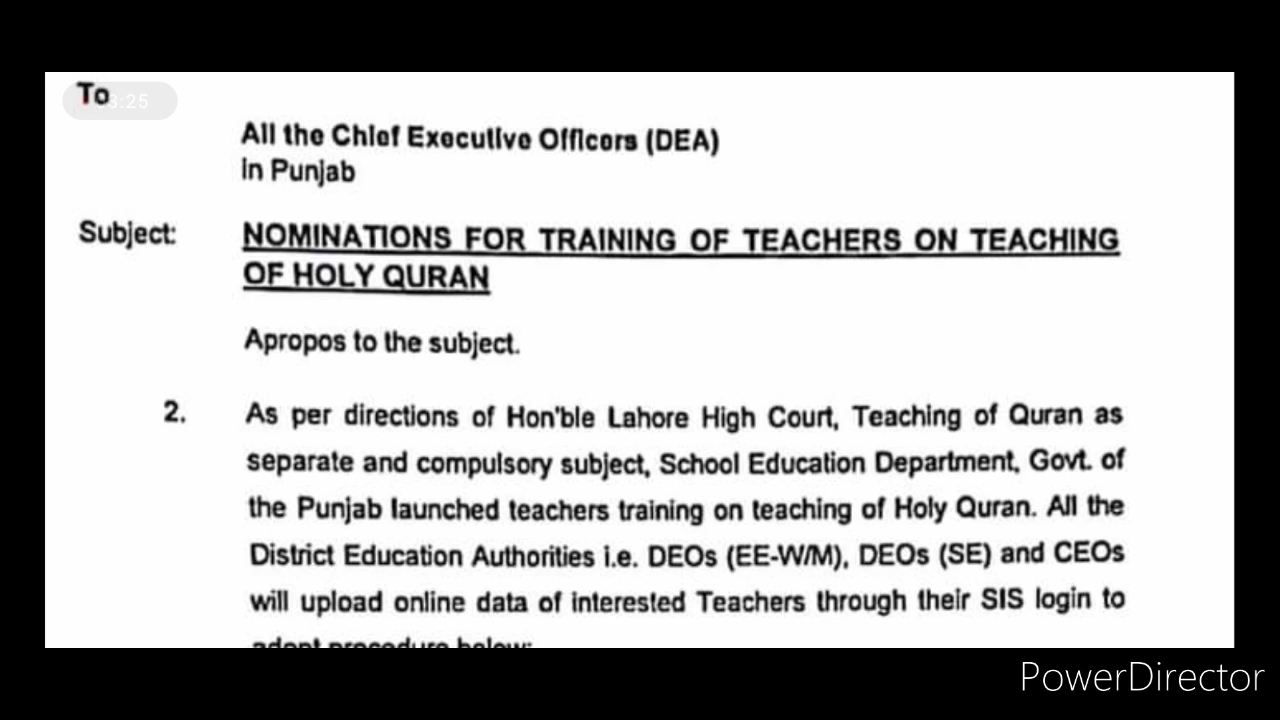 To
:25
All the Chief Executive Officers (DEA)
in Punjab
Subject:
NOMINATIONS FOR TRAINING OF TEACHERS ON TEACHING
OF HOLY QURAN
Apropos to the subject.
2. As per directions of Hon'ble Lahore High Court, Teaching of Quran as
separate and compulsory subject, School Education Department, Govt. of
the Punjab launched teachers training on teaching of Holy Quran. All the
District Education Authorities i.e. DEOs (EE-W/M), DEOs (SE) and CEOs
will upload online data of interested Teachers through their SIS login to
adopt procedure below:
PowerDirector